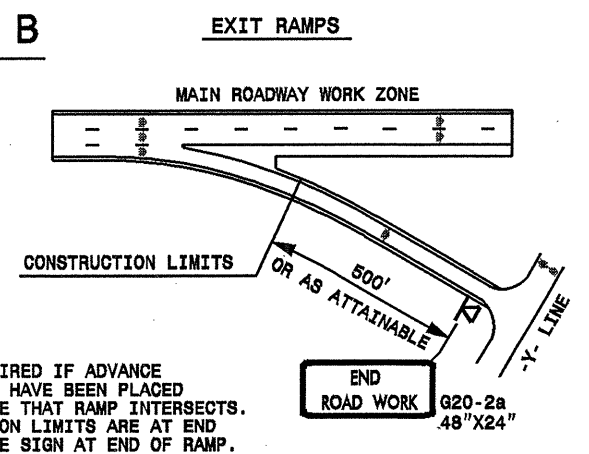 B
EXIT RAMPS
MAIN ROADWAY WORK ZONE
CONSTRUCTION LIMITS
500'
OR AS ATTAINABLE
-Y- LINE
END
ROAD WORK
G20-2a
48"X24"
IRED IF ADVANCE
HAVE BEEN PLACED
E THAT RAMP INTERSECTS.
ON LIMITS ARE AT END
E SIGN AT END OF RAMP.